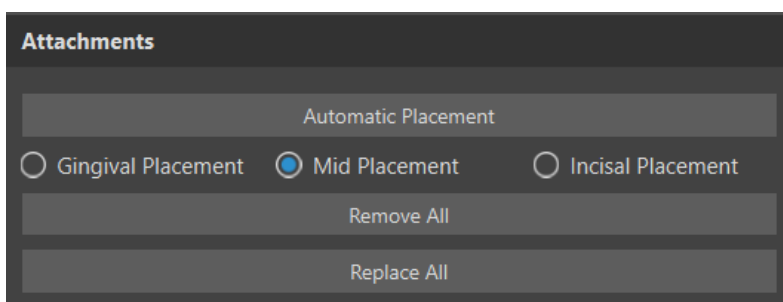 Attachments
Automatic Placement
Gingival Placement Mid Placement Incisal Placement
Remove All
Replace All